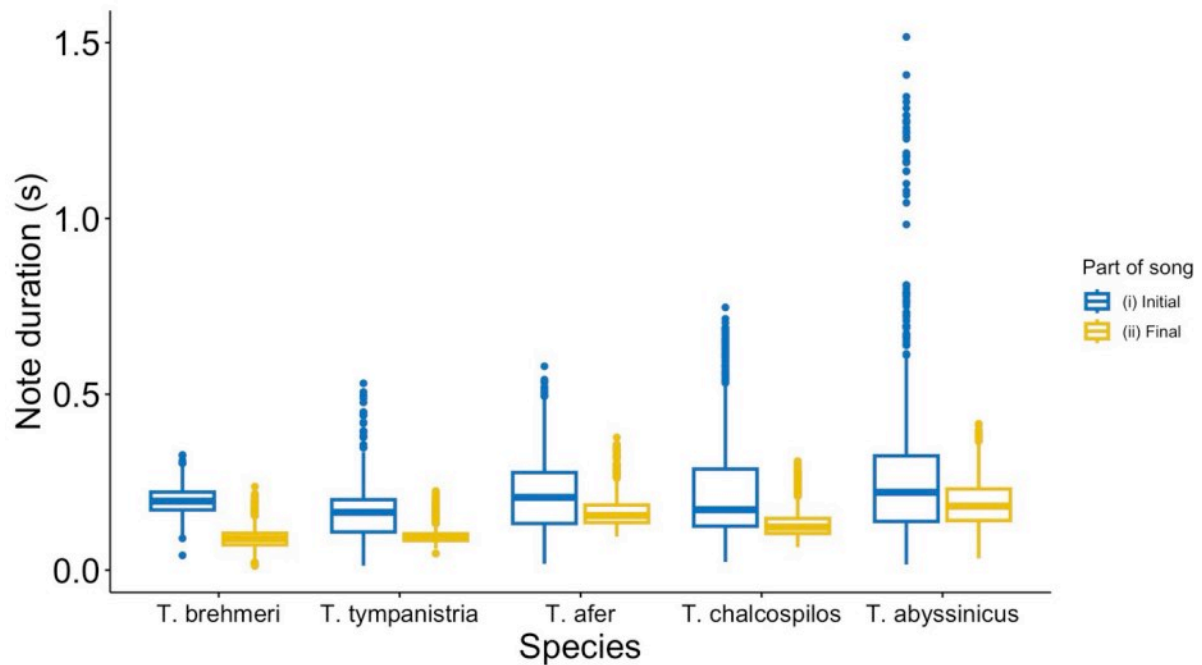 1.5
1.0
0.5
0.0
Note duration (s)
T. brehmeri T. tympanistria T. afer T. chalcospilos T. abyssinicus
Species
Part of song
(i) Initial
(ii) Final